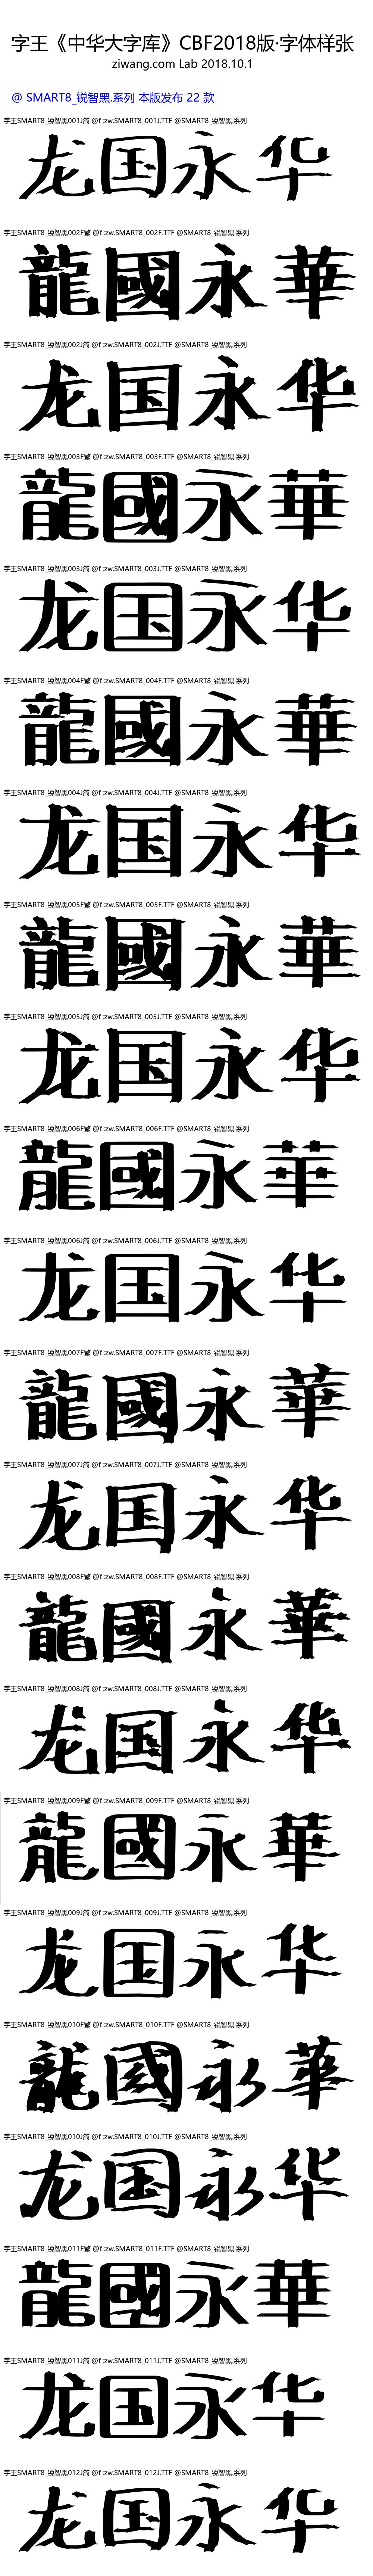 字王《中华大字库》CBF2018版·字体样张
ziwang.com Lab 2018.10.1
@ SMART8_锐智黑.系列 本版发布 22 款
字王SMART8_锐智黑001J简 @f :zw.SMART8_001J.TTF @SMART8_锐智黑.系列
龙国永华
字王SMART8_锐智黑002F繁 @f :zw.SMART8_002F.TTF @SMART8_锐智黑.系列
龍國永華
字王SMART8_锐智黑002J简 @f :zw.SMART8_002J.TTF @SMART8_锐智黑.系列
龙国永华
字王SMART8_锐智黑003F繁 @f :zw.SMART8_003F.TTF @SMART8_锐智黑.系列
龍國永華
字王SMART8_锐智黑003J简 @f :zw.SMART8_003J.TTF @SMART8_锐智黑.系列
龙国永华
字王SMART8_锐智黑004F繁 @f :zw.SMART8_004F.TTF @SMART8_锐智黑.系列
龍國永華
字王SMART8_锐智黑004J简 @f :zw.SMART8_004J.TTF @SMART8_锐智黑.系列
龙国永华
字王SMART8_锐智黑005F繁 @f :zw.SMART8_005F.TTF @SMART8_锐智黑.系列
龍國永華
字王SMART8_锐智黑005J简 @f :zw.SMART8_005J.TTF @SMART8_锐智黑.系列
龙国永华
字王SMART8_锐智黑006F繁 @f :zw.SMART8_006F.TTF @SMART8_锐智黑.系列
龍國永華
字王SMART8_锐智黑006J简 @f :zw.SMART8_006J.TTF @SMART8_锐智黑.系列
龙国永华
字王SMART8_锐智黑007F繁 @f :zw.SMART8_007F.TTF @SMART8_锐智黑.系列
龍國永華
字王SMART8_锐智黑007J简 @f :zw.SMART8_007J.TTF @SMART8_锐智黑.系列
龙国永华
字王SMART8_锐智黑008F繁 @f :zw.SMART8_008F.TTF @SMART8_锐智黑.系列
龍國永華
字王SMART8_锐智黑008J简 @f :zw.SMART8_008J.TTF @SMART8_锐智黑.系列
龙国永华
字王SMART8_锐智黑009F繁 @f :zw.SMART8_009F.TTF @SMART8_锐智黑.系列
龍國永華
字王SMART8_锐智黑009J简 @f :zw.SMART8_009J.TTF @SMART8_锐智黑.系列
龙国永华
字王SMART8_锐智黑010F繁 @f :zw.SMART8_010F.TTF @SMART8_锐智黑.系列
龍國永華
字王SMART8_锐智黑010J简 @f :zw.SMART8_010J.TTF @SMART8_锐智黑.系列
龙国永华
字王SMART8_锐智黑011F繁 @f :zw.SMART8_011F.TTF @SMART8_锐智黑.系列
龍國永華
字王SMART8_锐智黑011J简 @f :zw.SMART8_011J.TTF @SMART8_锐智黑.系列
龙国永华
字王SMART8_锐智黑012J简 @f :zw.SMART8_012J.TTF @SMART8_锐智黑.系列
龙国永华